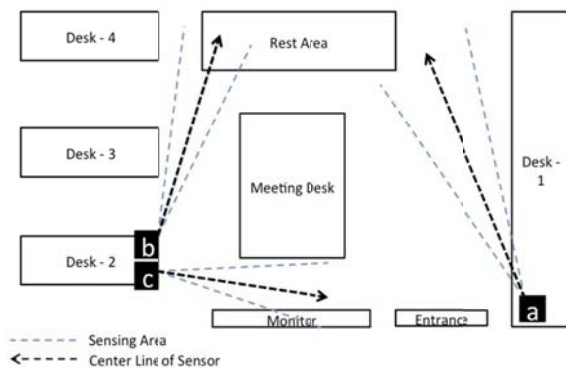 Desk - 4
Rest Area
Desk - 3
Meeting Desk
Desk -
1
b
Desk - 2
c
a
Monitor
Entrance
Sensing Area
Center Line of Sensor